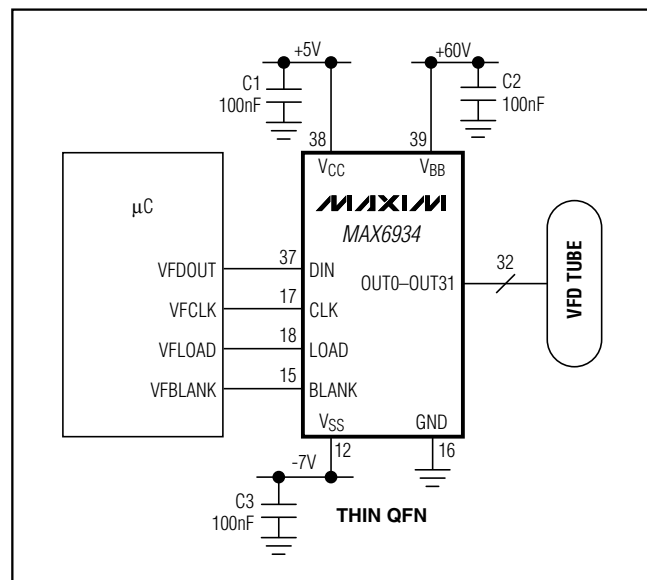 +5V
+60V
C1
100nF
C2
100nF
38
39
VCC
VBB
μC
MAXIM
MAX6934
VFDOUT
37
DIN
OUT0–OUT31
32
VFD TUBE
VFCLK
17
CLK
VFLOAD
18
LOAD
VFBLANK
15
BLANK
VSS
GND
12
16
-7V
C3
100nF
THIN QFN